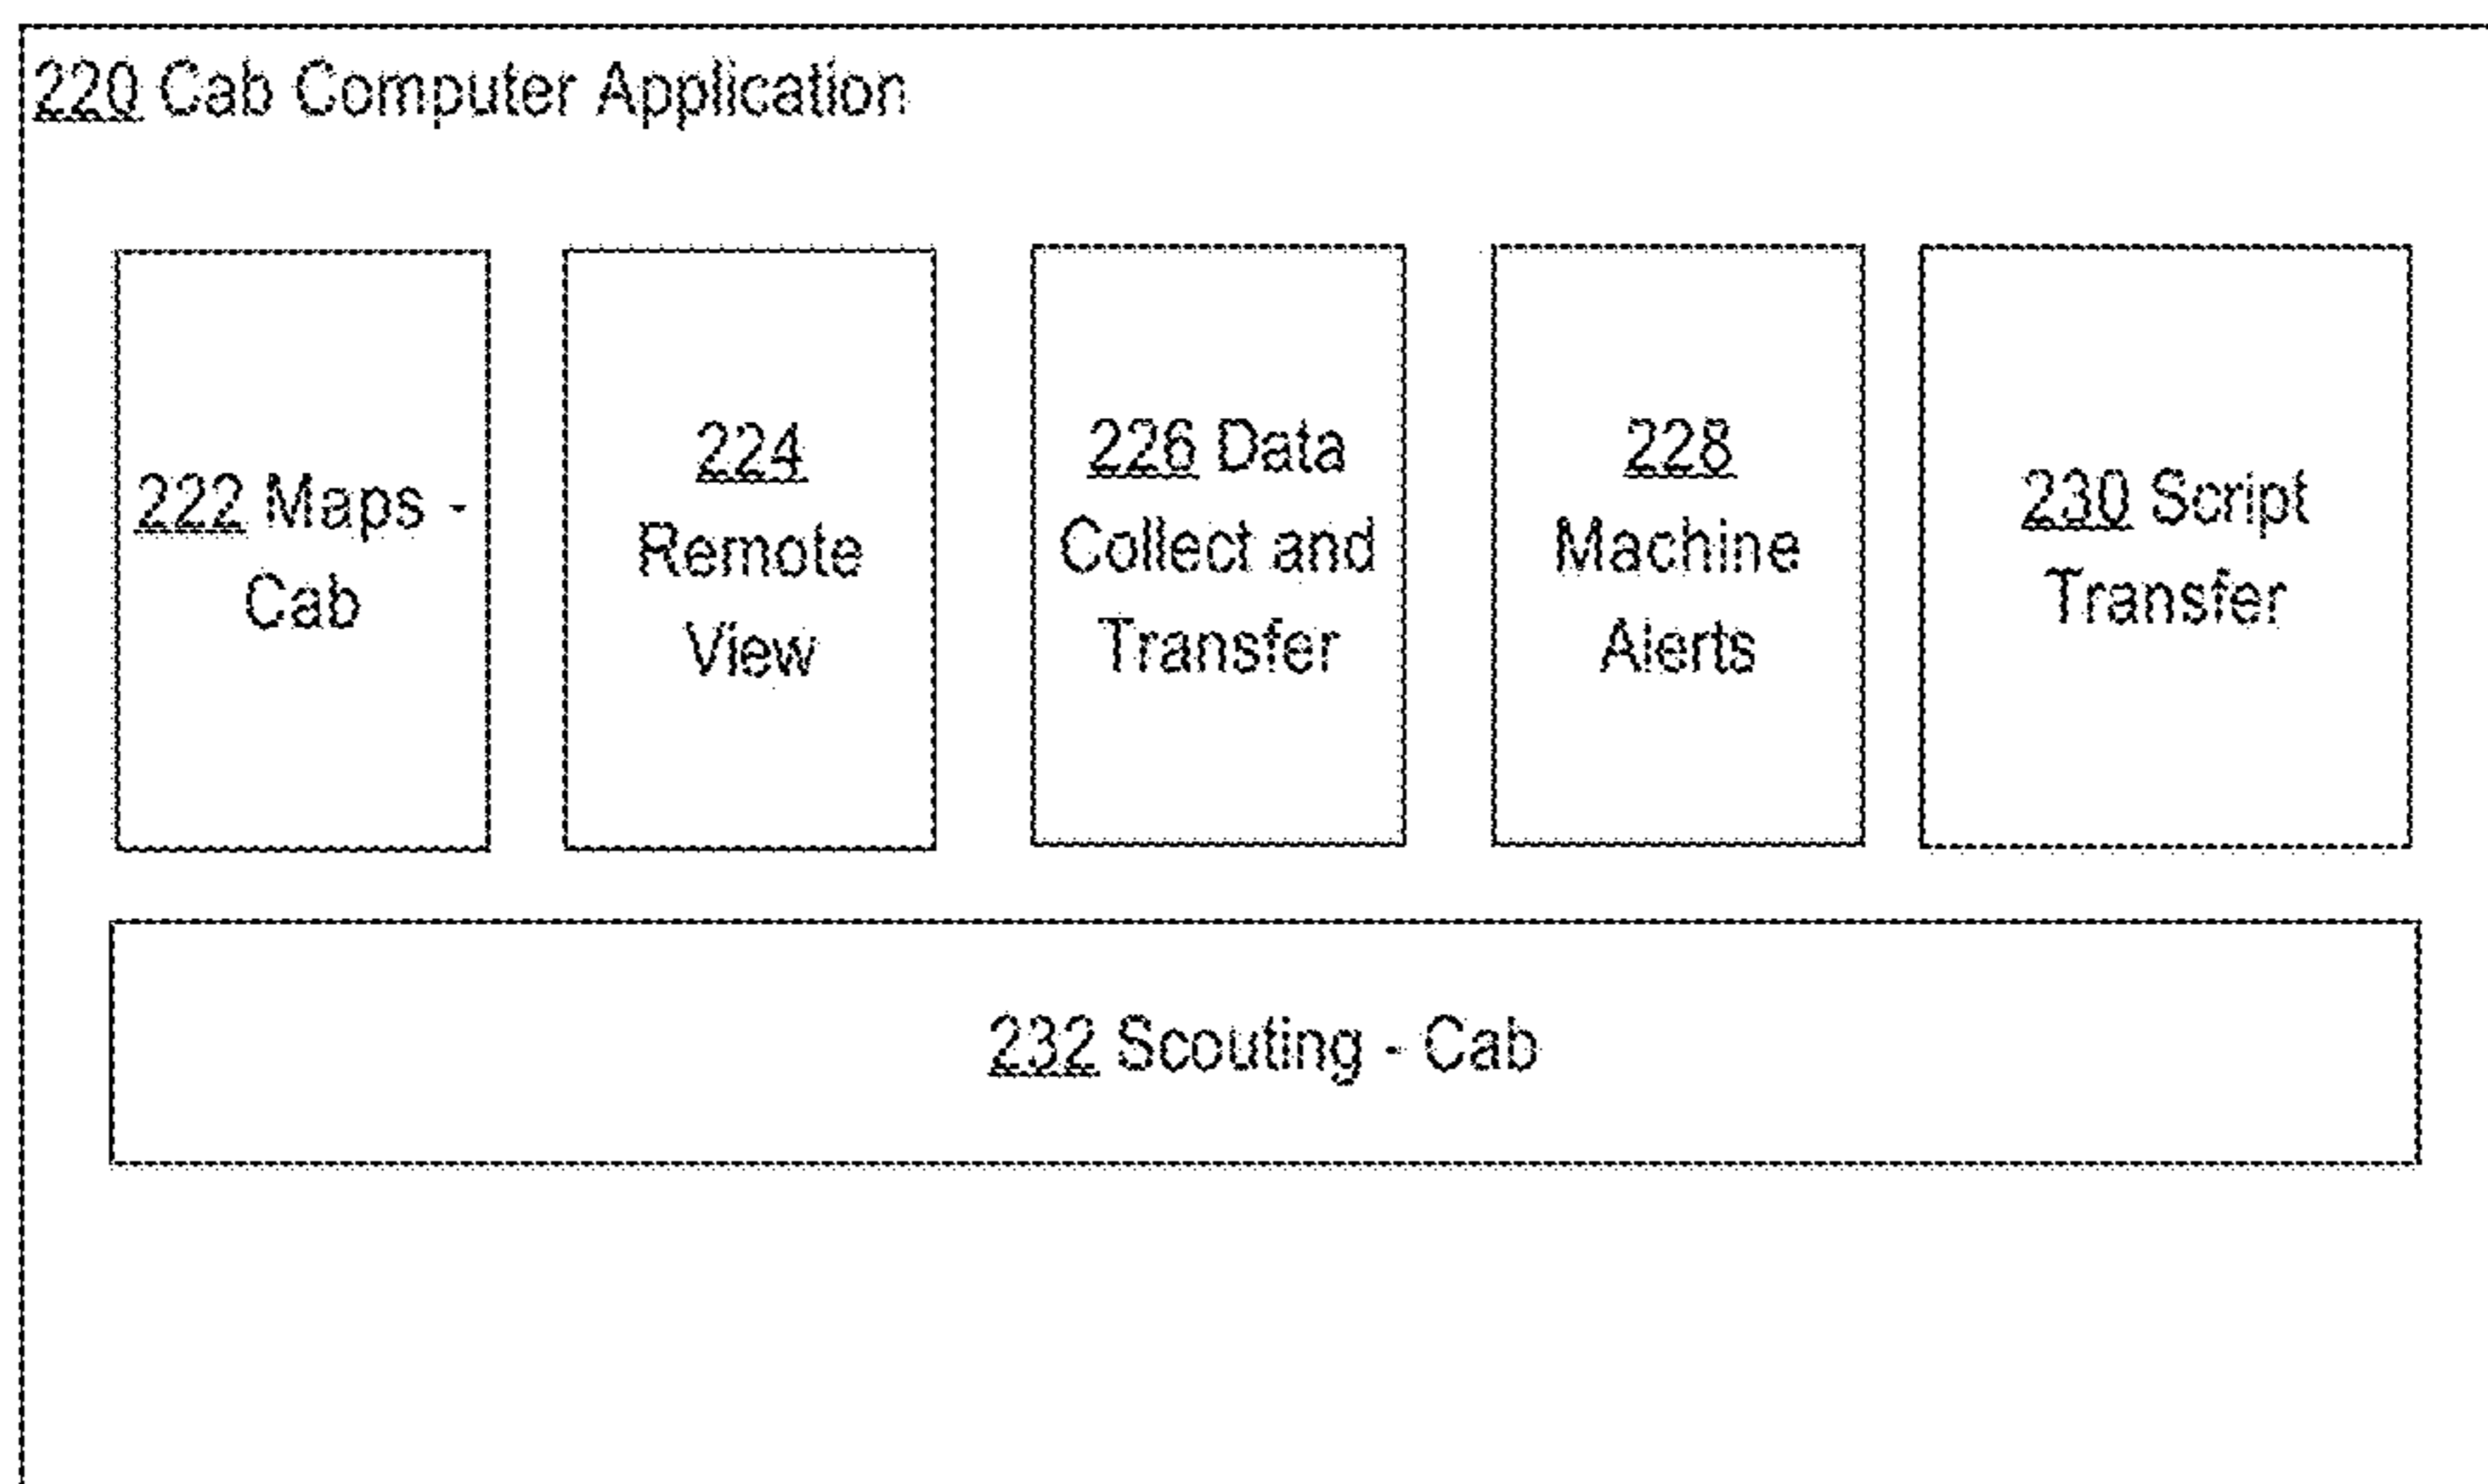 220 Cab Computer Application
222 Maps -
Cab
224
Remote
View
226 Data
Collect and
Transfer
228
Machine
Alerts
230 Script
Transfer
232 Scouting - Cab